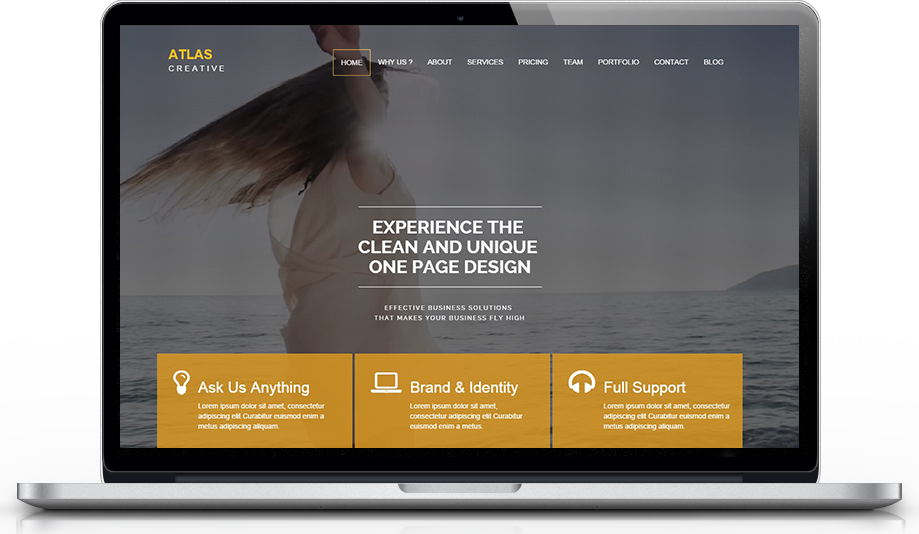 ATLAS
CREATIVE
HOME WHY US ? ABOUT SERVICES PRICING TEAM PORTFOLIO CONTACT BLOG
EXPERIENCE THE
CLEAN AND UNIQUE
ONE PAGE DESIGN
EFFECTIVE BUSINESS SOLUTIONS
THAT MAKES YOUR BUSINESS FLY HIGH
Ask Us Anything
Lorem ipsum dolor sit amet, consectetur
adipiscing elit Curabitur euismod enim a
metus adipiscing aliquam.
Brand & Identity
Lorem ipsum dolor sit amet,
consectetur adipiscing elit Curabitur
euismod enim a metus.
Full Support
Lorem ipsum dolor sit amet, consectetur
adipiscing elit Curabitur euismod enim a
metus adipiscing aliquam.